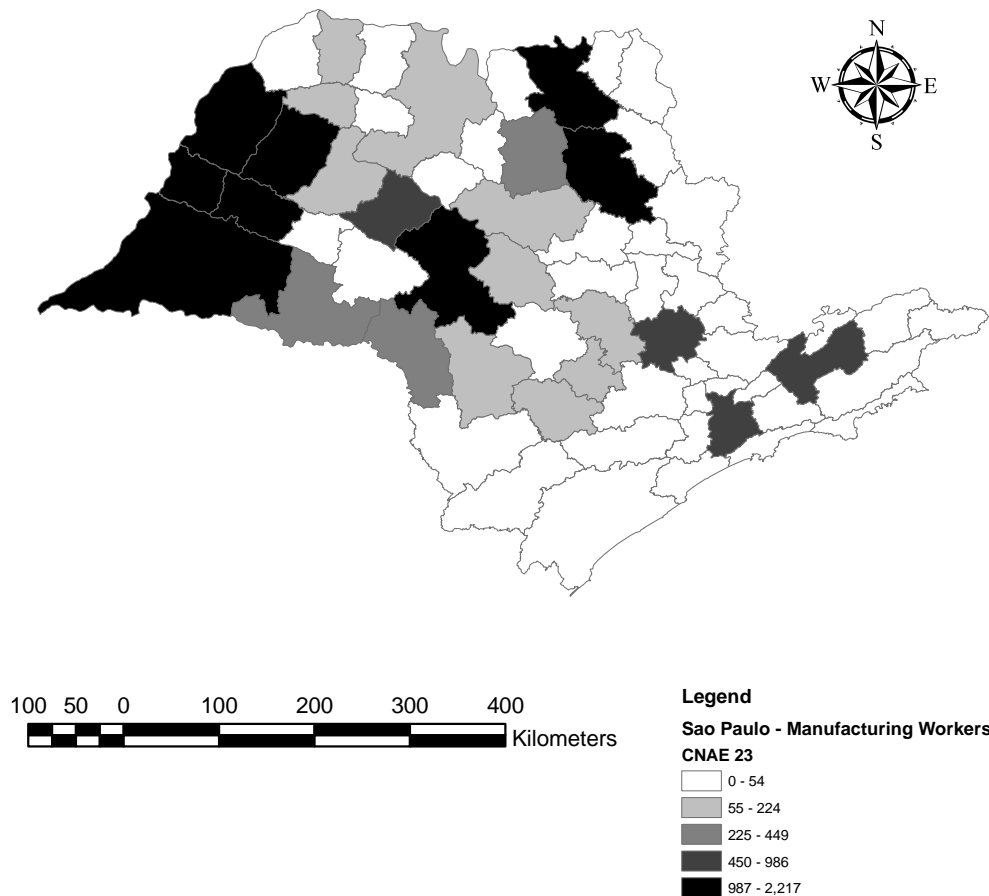 N
W E
S
100 50 0 100 200 300 400
Kilometers
Legend
Sao Paulo - Manufacturing Workers
CNAE 23
0 - 54
55 - 224
225 - 449
450 - 986
987 - 2,217